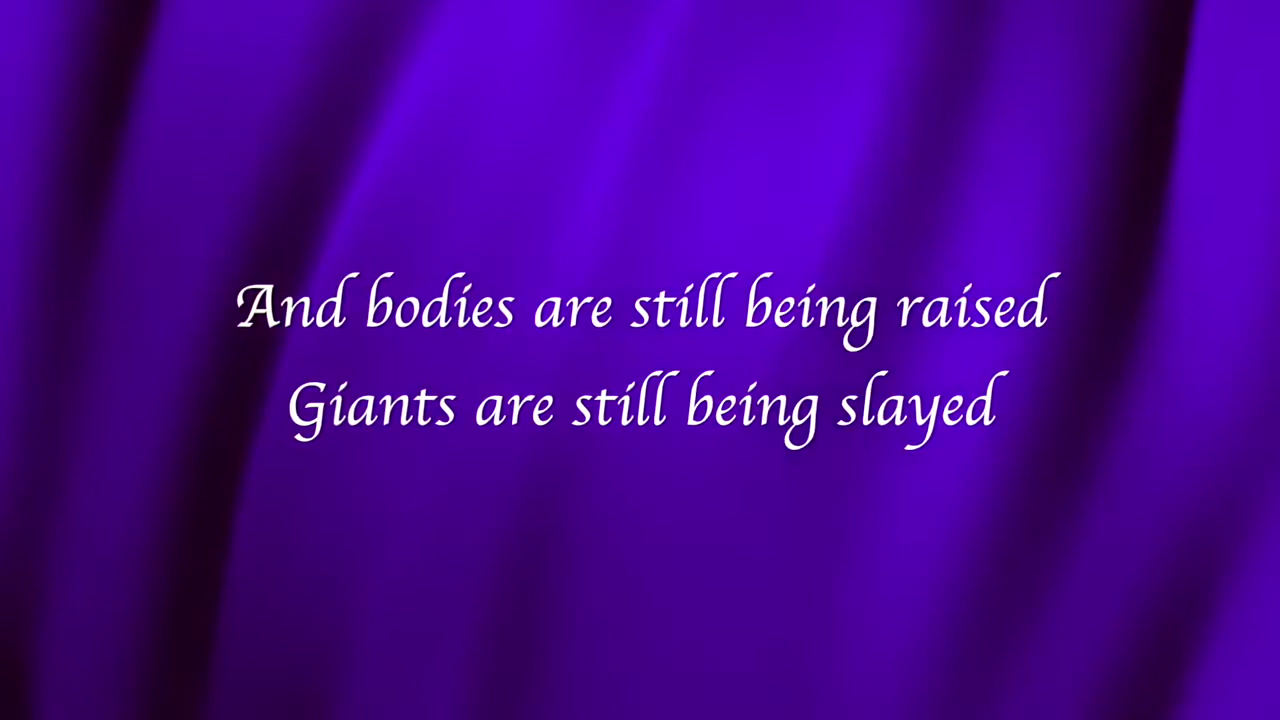 And bodies are still being raised
Giants are still being slayed